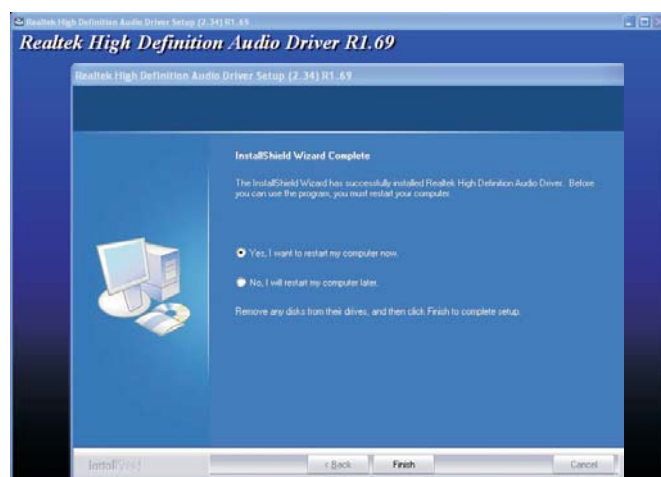 Realtek High Definition Audio Driver Setup (2.34) R1.69
Realtek High Definition Audio Driver R1.69
Realtek High Definition Audio Driver Setup (2.34) R1.69
InstallShield Wizard Complete
The InstallShield Wizard has successfully installed Realtek High Definition Audio Driver. Before
you can use the program, you must restart your computer.
Yes, I want to restart my computer now.
No, I will restart my computer later.
Remove any disks from their drives, and then click Finish to complete setup.
InstallShield
< Back
Finish
Cancel